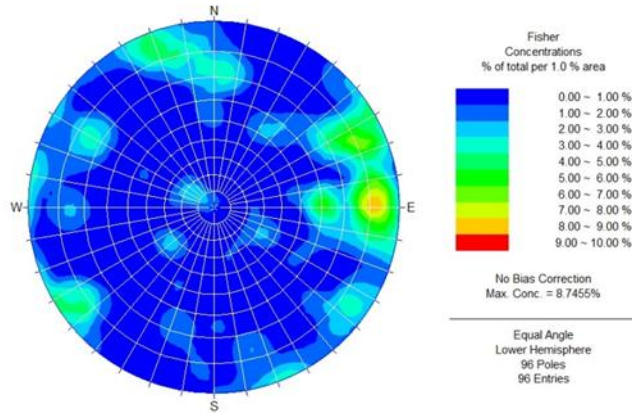 N
W
E
S
Fisher
Concentrations
% of total per 1.0 % area
0.00 ~ 1.00 %
1.00 ~ 2.00 %
2.00 ~ 3.00 %
3.00 ~ 4.00 %
4.00 ~ 5.00 %
5.00 ~ 6.00 %
6.00 ~ 7.00 %
7.00 ~ 8.00 %
8.00 ~ 9.00 %
9.00 ~ 10.00 %
No Bias Correction
Max. Conc. = 8.7455%
Equal Angle
Lower Hemisphere
96 Poles
96 Entries